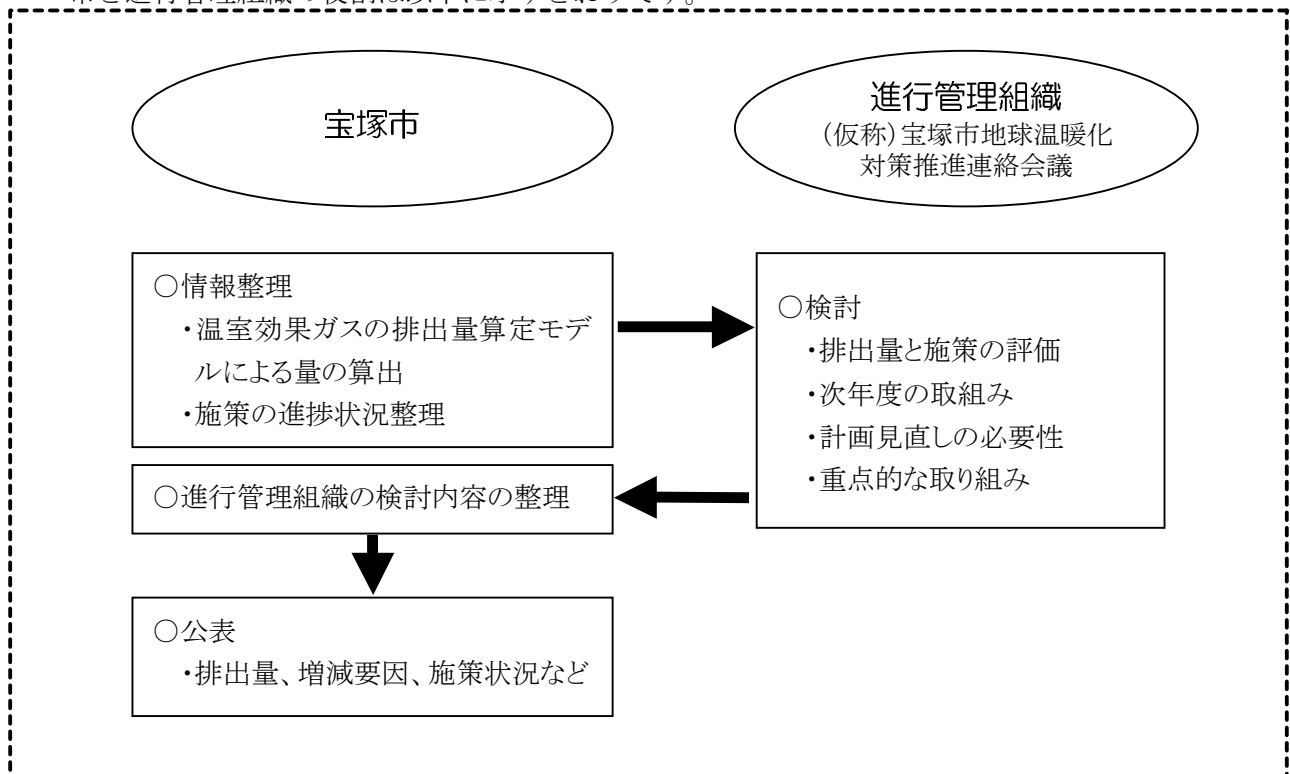 宝塚市
進行管理組織
(仮称)宝塚市地球温暖化
対策推進連絡会議
○情報整理
・温室効果ガスの排出量算定モデ
ルによる量の算出
・施策の進捗状況整理
○検討
・排出量と施策の評価
・次年度の取組み
・計画見直しの必要性
・重点的な取り組み
○進行管理組織の検討内容の整理
○公表
・排出量、増減要因、施策状況など